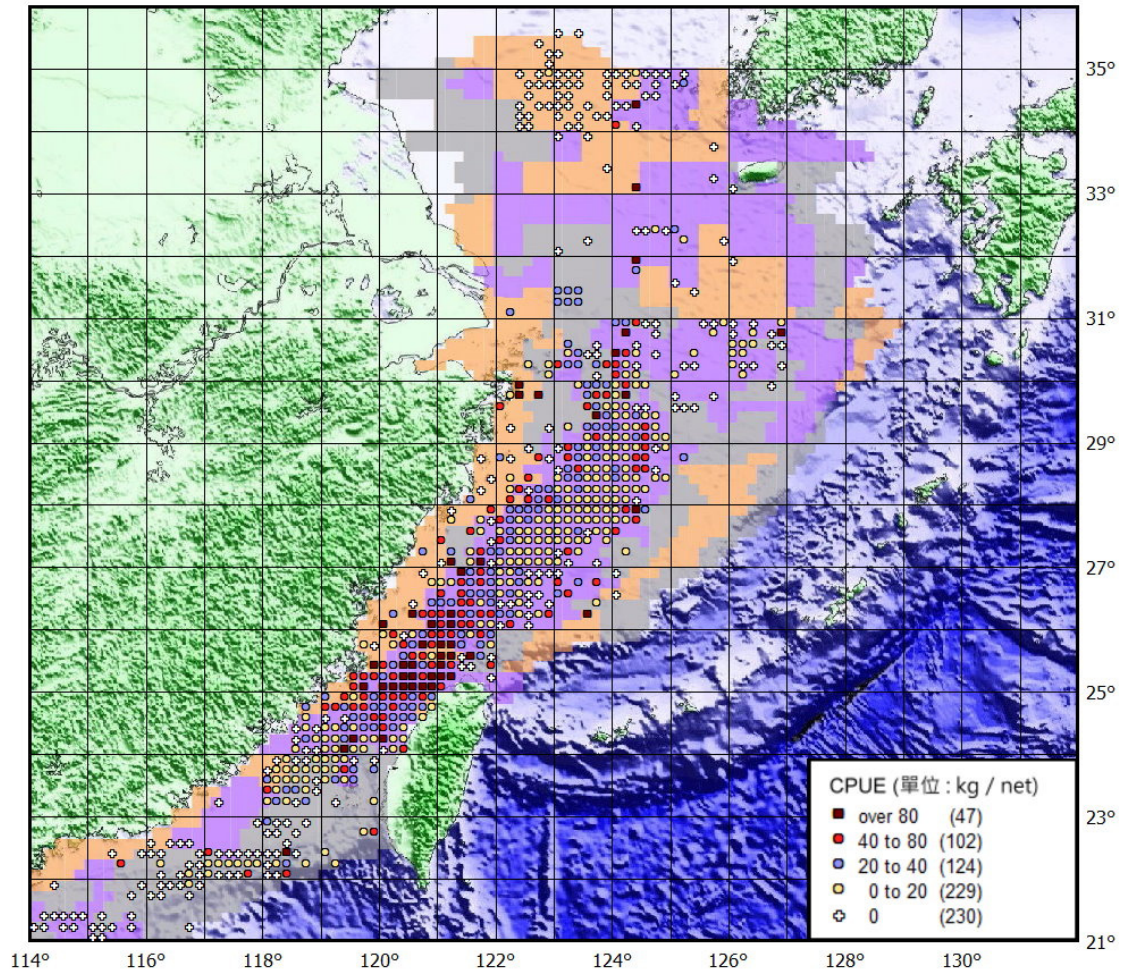 35°
33°
31°
29°
27°
25°
23°
CPUE (單位 : kg / net)
over 80 (47)
40 to 80 (102)
20 to 40 (124)
0 to 20 (229)
0 (230)
21°
114° 116° 118° 120° 122° 124° 126° 128° 130°